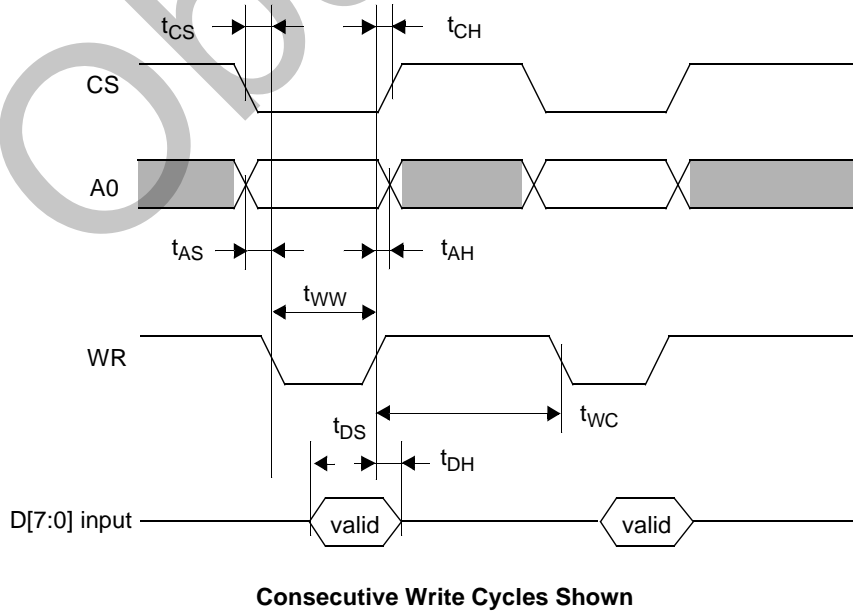 tCS
tCH
CS
A0
tAS
tAH
tWW
WR
tWC
tDS
tDH
D[7:0] input
valid
valid
Consecutive Write Cycles Shown